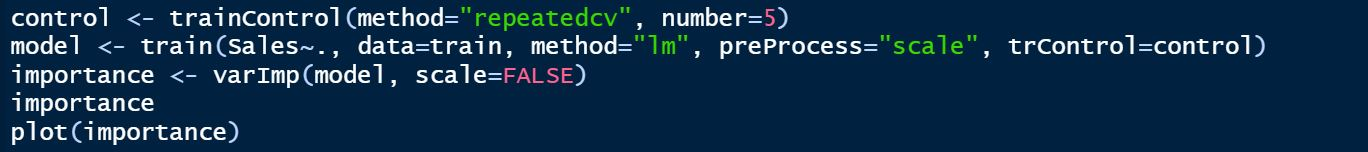 control <- trainControl(method="repeatedcv", number=5)
model <- train(Sales~., data=train, method="lm", preProcess="scale", trControl=control)
importance <- varImp(model, scale=FALSE)
importance
plot(importance)